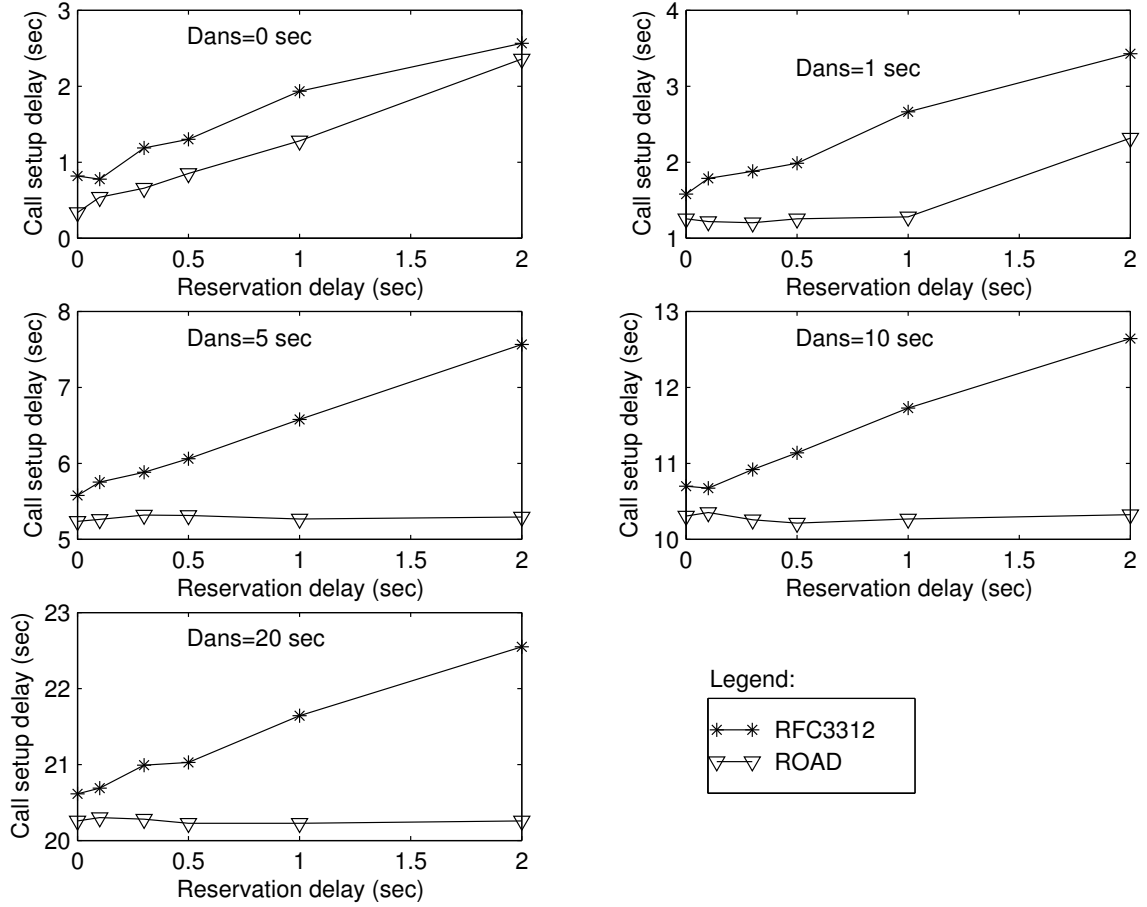 Dans=0 sec
Call setup delay (sec)
3
2
1
0
0 0.5 1 1.5 2
Reservation delay (sec)
Dans=1 sec
Call setup delay (sec)
4
3
2
1
0 0.5 1 1.5 2
Reservation delay (sec)
Dans=5 sec
Call setup delay (sec)
8
7
6
5
0 0.5 1 1.5 2
Reservation delay (sec)
Dans=10 sec
Call setup delay (sec)
13
12
11
10
0 0.5 1 1.5 2
Reservation delay (sec)
Dans=20 sec
Call setup delay (sec)
23
22
21
20
0 0.5 1 1.5 2
Reservation delay (sec)
Legend:
RFC3312
ROAD